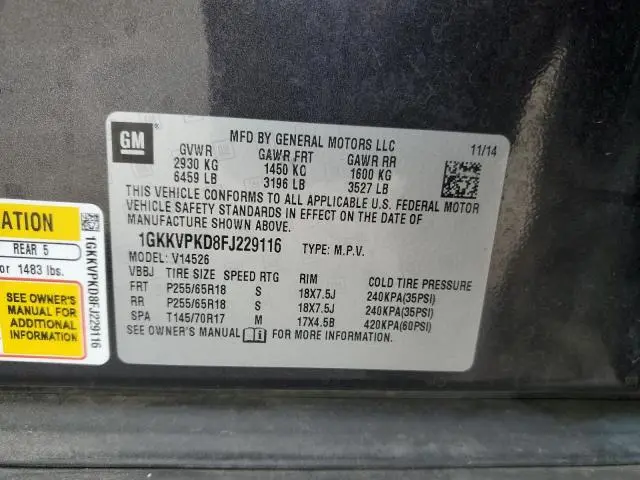 GM
MFD BY GENERAL MOTORS LLC
11/14
GVWR GAWR FRT GAWR RR
2930 KG 1450 KG 1600 KG
6459 LB 3196 LB 3527 LB
THIS VEHICLE CONFORMS TO ALL APPLICABLE U.S. FEDERAL MOTOR
VEHICLE SAFETY STANDARDS IN EFFECT ON THE DATE OF
MANUFACTURE SHOWN ABOVE.
1GKKVPKD8FJ229116 TYPE: M.P.V.
MODEL: V14526
VBBJ TIRE SIZE SPEED RTG RIM COLD TIRE PRESSURE
FRT P255/65R18 S 18X7.5J 240KPA(35PSI)
RR P255/65R18 S 18X7.5J 240KPA(35PSI)
SPA T145/70R17 M 17X4.5B 420KPA(60PSI)
SEE OWNER'S MANUAL FOR MORE INFORMATION.
ATION
REAR 5
or 1483 lbs.
SEE OWNER'S
MANUAL FOR
ADDITIONAL
INFORMATION
1GKKVPKD8FJ229116